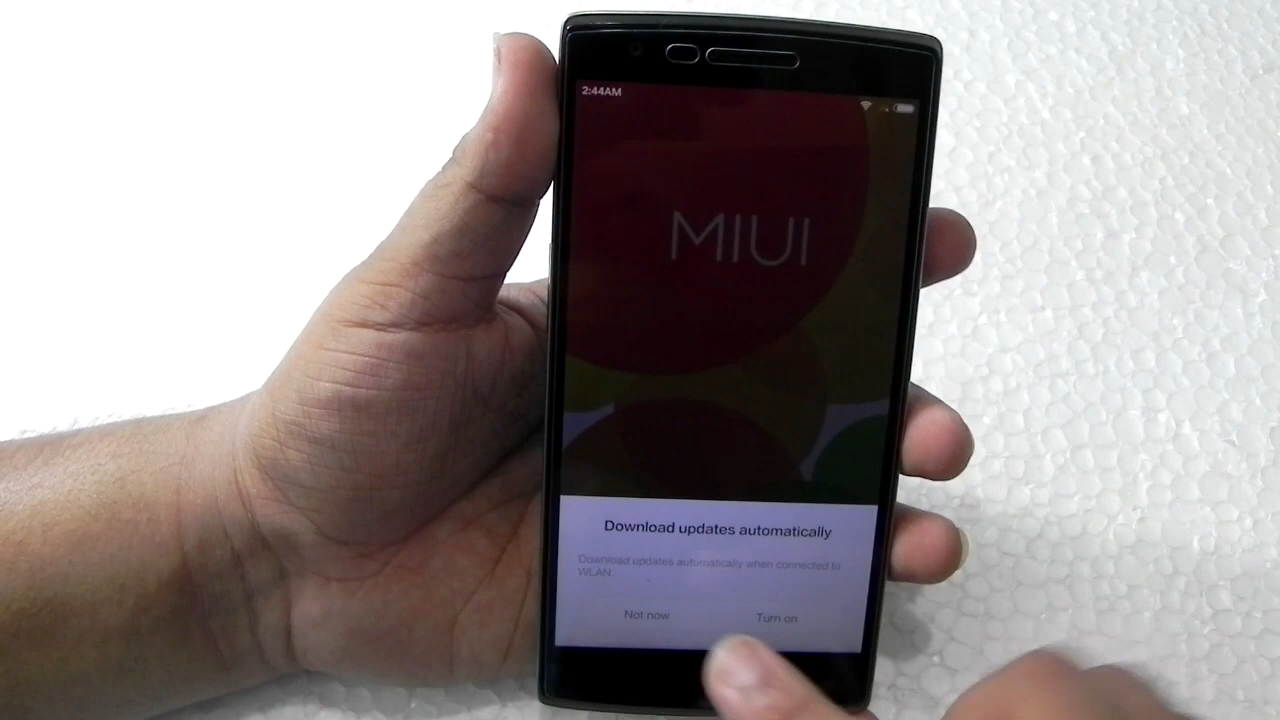 2:44AM
MIUI
Download updates automatically
Download updates automatically when connected to
WLAN.
Not now
Turn on